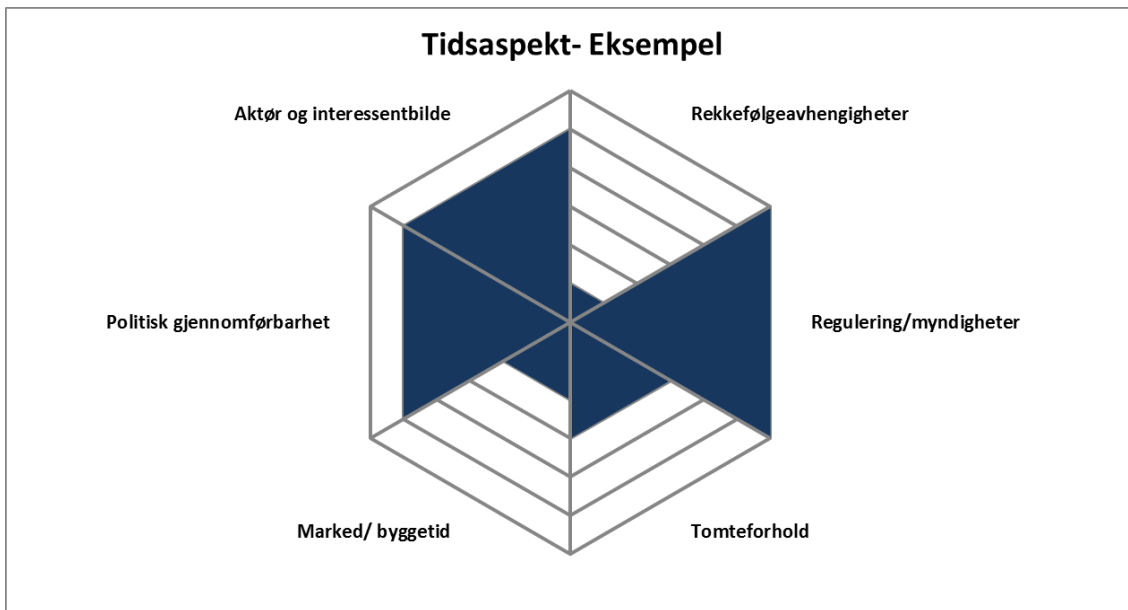 Tidsaspekt- Eksempel
Aktør og interessentbilde
Rekkefølgeavhengigheter
Politisk gjennomførbarhet
Regulering/myndigheter
Marked/ byggetid
Tomteforhold